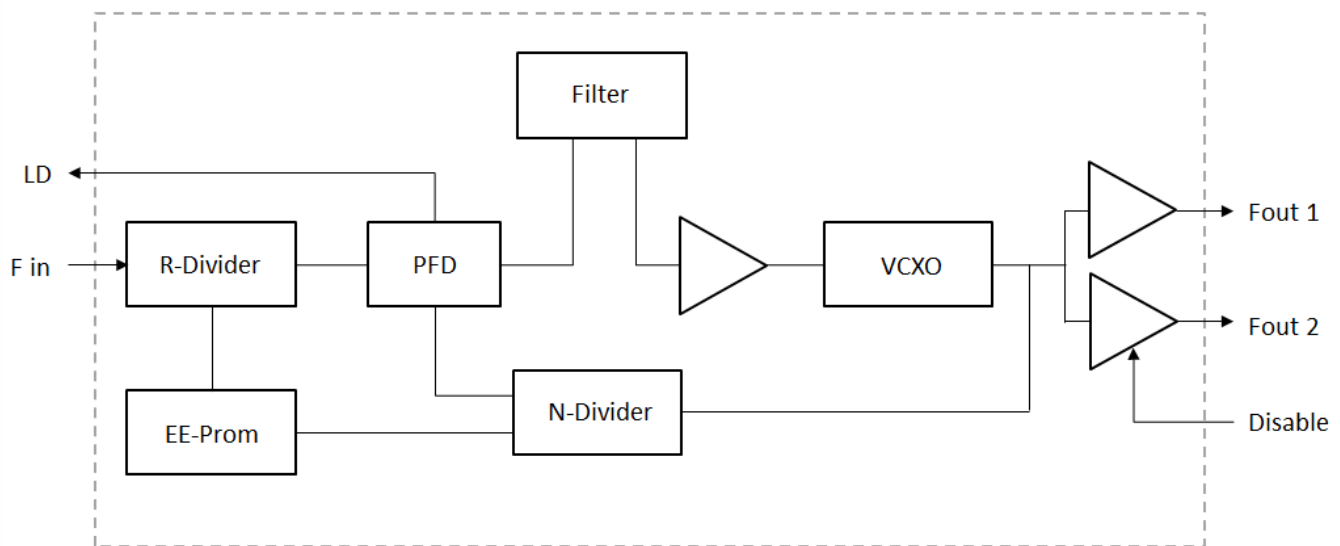 Filter
LD
F in
R-Divider
PFD
VCXO
Fout 1
Fout 2
EE-Prom
N-Divider
Disable